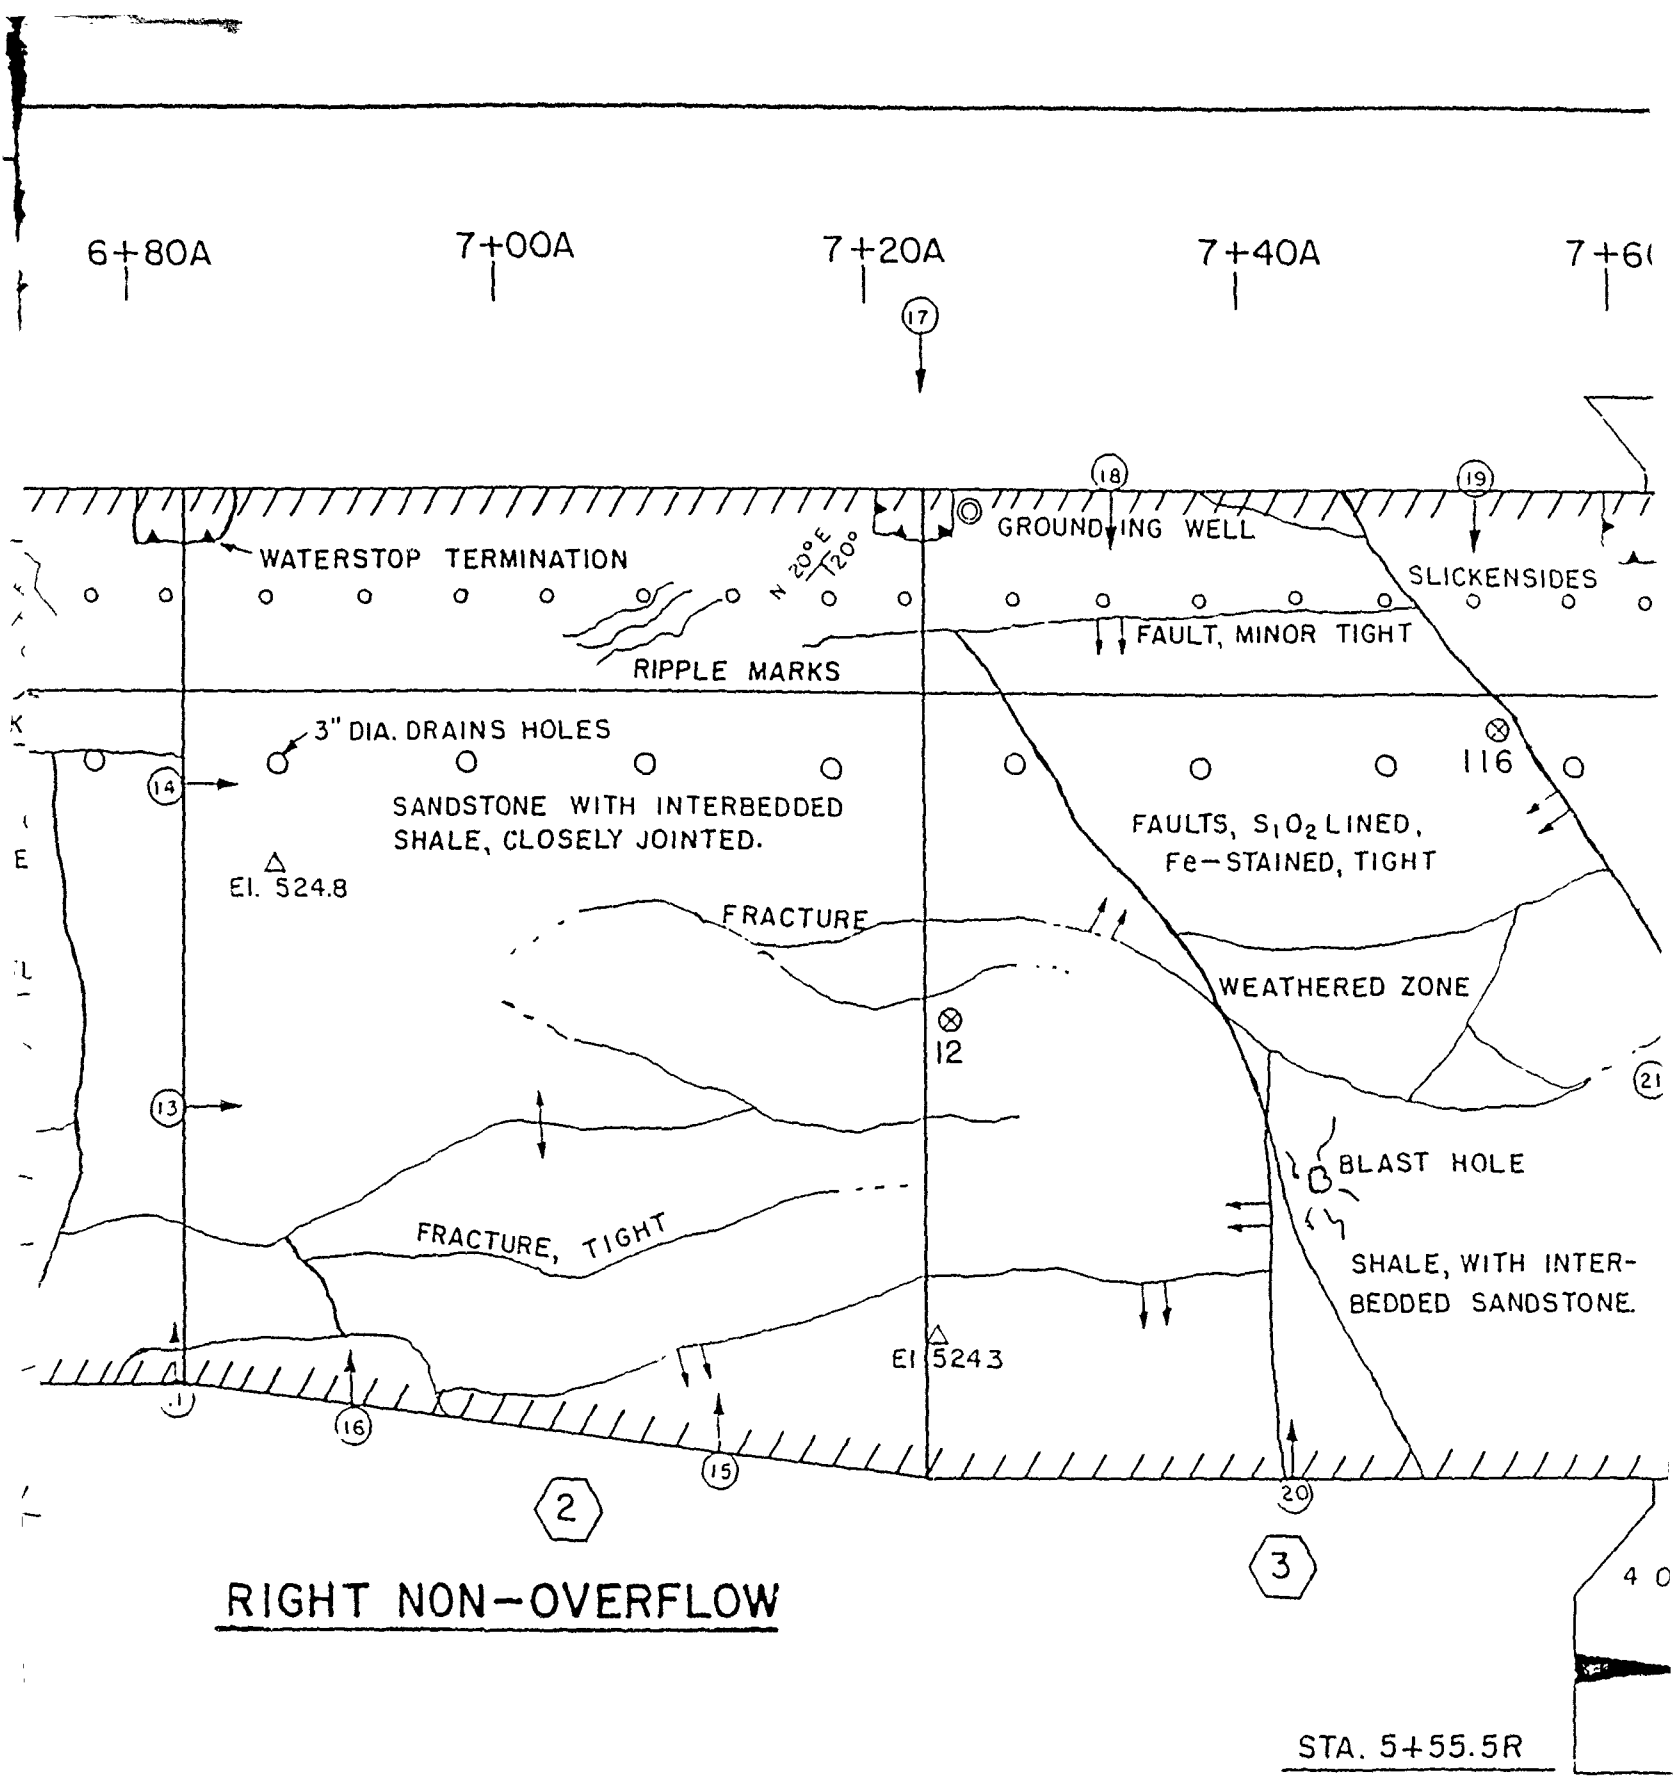 6+80A 7+00A 7+20A 7+40A
17
18
19
GROUNDING WELL
WATERSTOP TERMINATION
N 20° E
20°
SLICKENSIDES
FAULT, MINOR TIGHT
RIPPLE MARKS
K
3" DIA. DRAINS HOLES
116
14
SANDSTONE WITH INTERBEDDED
SHALE, CLOSELY JOINTED.
FAULTS, SIO2 LINED,
Fe-STAINED, TIGHT
E
El. 524.8
FRACTURE
WEATHERED ZONE
12
13
21
BLAST HOLE
FRACTURE, TIGHT
SHALE, WITH INTER-
BEDDED SANDSTONE.
El 524.3
16
15
20
2
3
RIGHT NON-OVERFLOW
STA. 5+55.5R